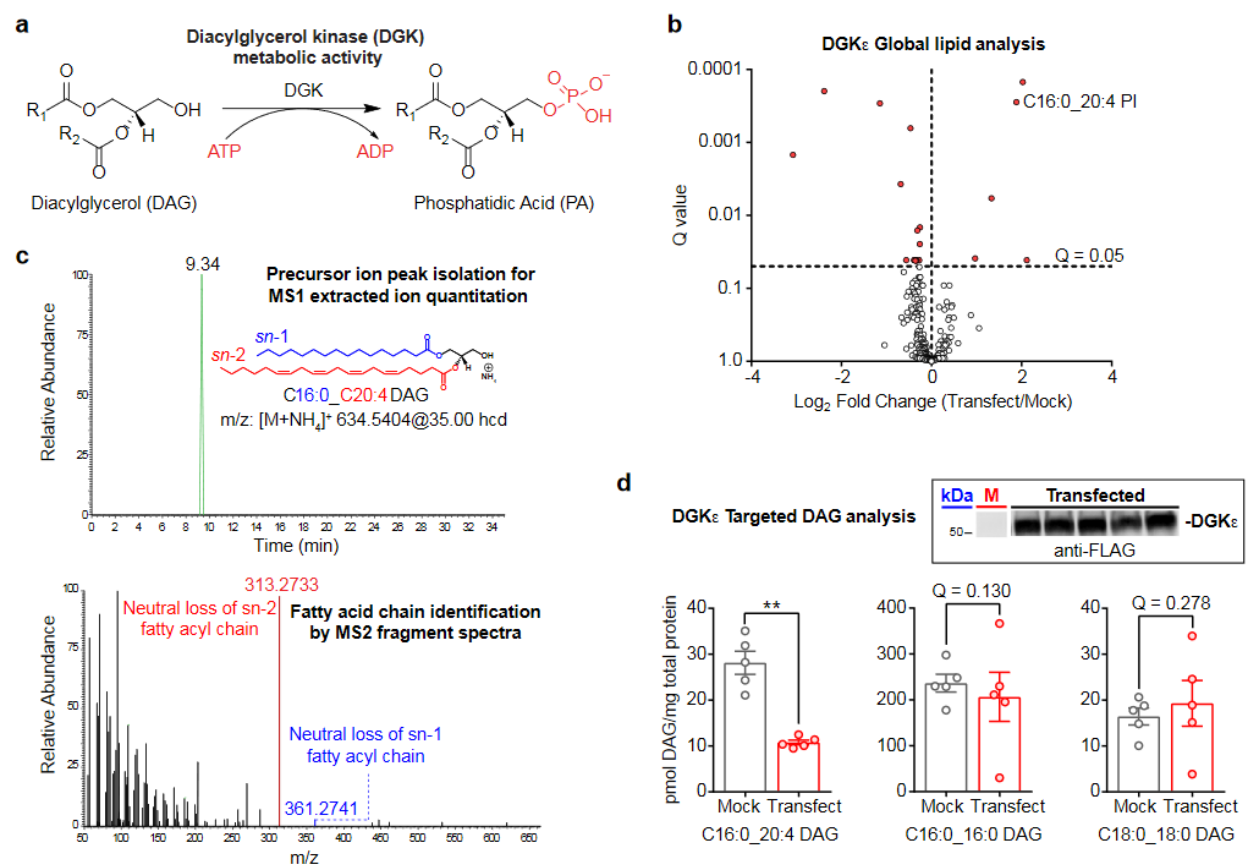 a
Diacylglycerol kinase (DGK)
metabolic activity
O
R1
O
OH
R2
O
H
O
DGK
ATP
ADP
O
R1
O
O
P
O
O−
OH
R2
O
H
O
Diacylglycerol (DAG)
Phosphatidic Acid (PA)
b
DGKε Global lipid analysis
0.0001
0.001
0.01
0.1
1.0
Q value
C16:0_20:4 PI
Q = 0.05
-4
-2
0
2
4
Log2 Fold Change (Transfect/Mock)
c
9.34
Precursor ion peak isolation for
MS1 extracted ion quantitation
100
75
50
25
0
Relative Abundance
sn-1
sn-2
O
O
OH
H
O
O
⊕
NH4
C16:0_C20:4 DAG
m/z: [M+NH4]+ 634.5404@35.00 hcd
0 2 4 6 8 10 12 14 16 18 20 22 24 26 28 30 32 34
Time (min)
313.2733
Neutral loss of sn-2
fatty acyl chain
Fatty acid chain identification
by MS2 fragment spectra
100
75
50
25
0
Relative Abundance
Neutral loss of sn-1
fatty acyl chain
361.2741
50 100 150 200 250 300 350 400 450 500 550 600 650
m/z
d
DGKε Targeted DAG analysis
kDa M Transfected
50–
-DGKε
anti-FLAG
pmol DAG/mg total protein
40
30
20
10
0
**
Mock Transfect
C16:0_20:4 DAG
400
300
200
100
0
Q = 0.130
Mock Transfect
C16:0_16:0 DAG
40
30
20
10
0
Q = 0.278
Mock Transfect
C18:0_18:0 DAG